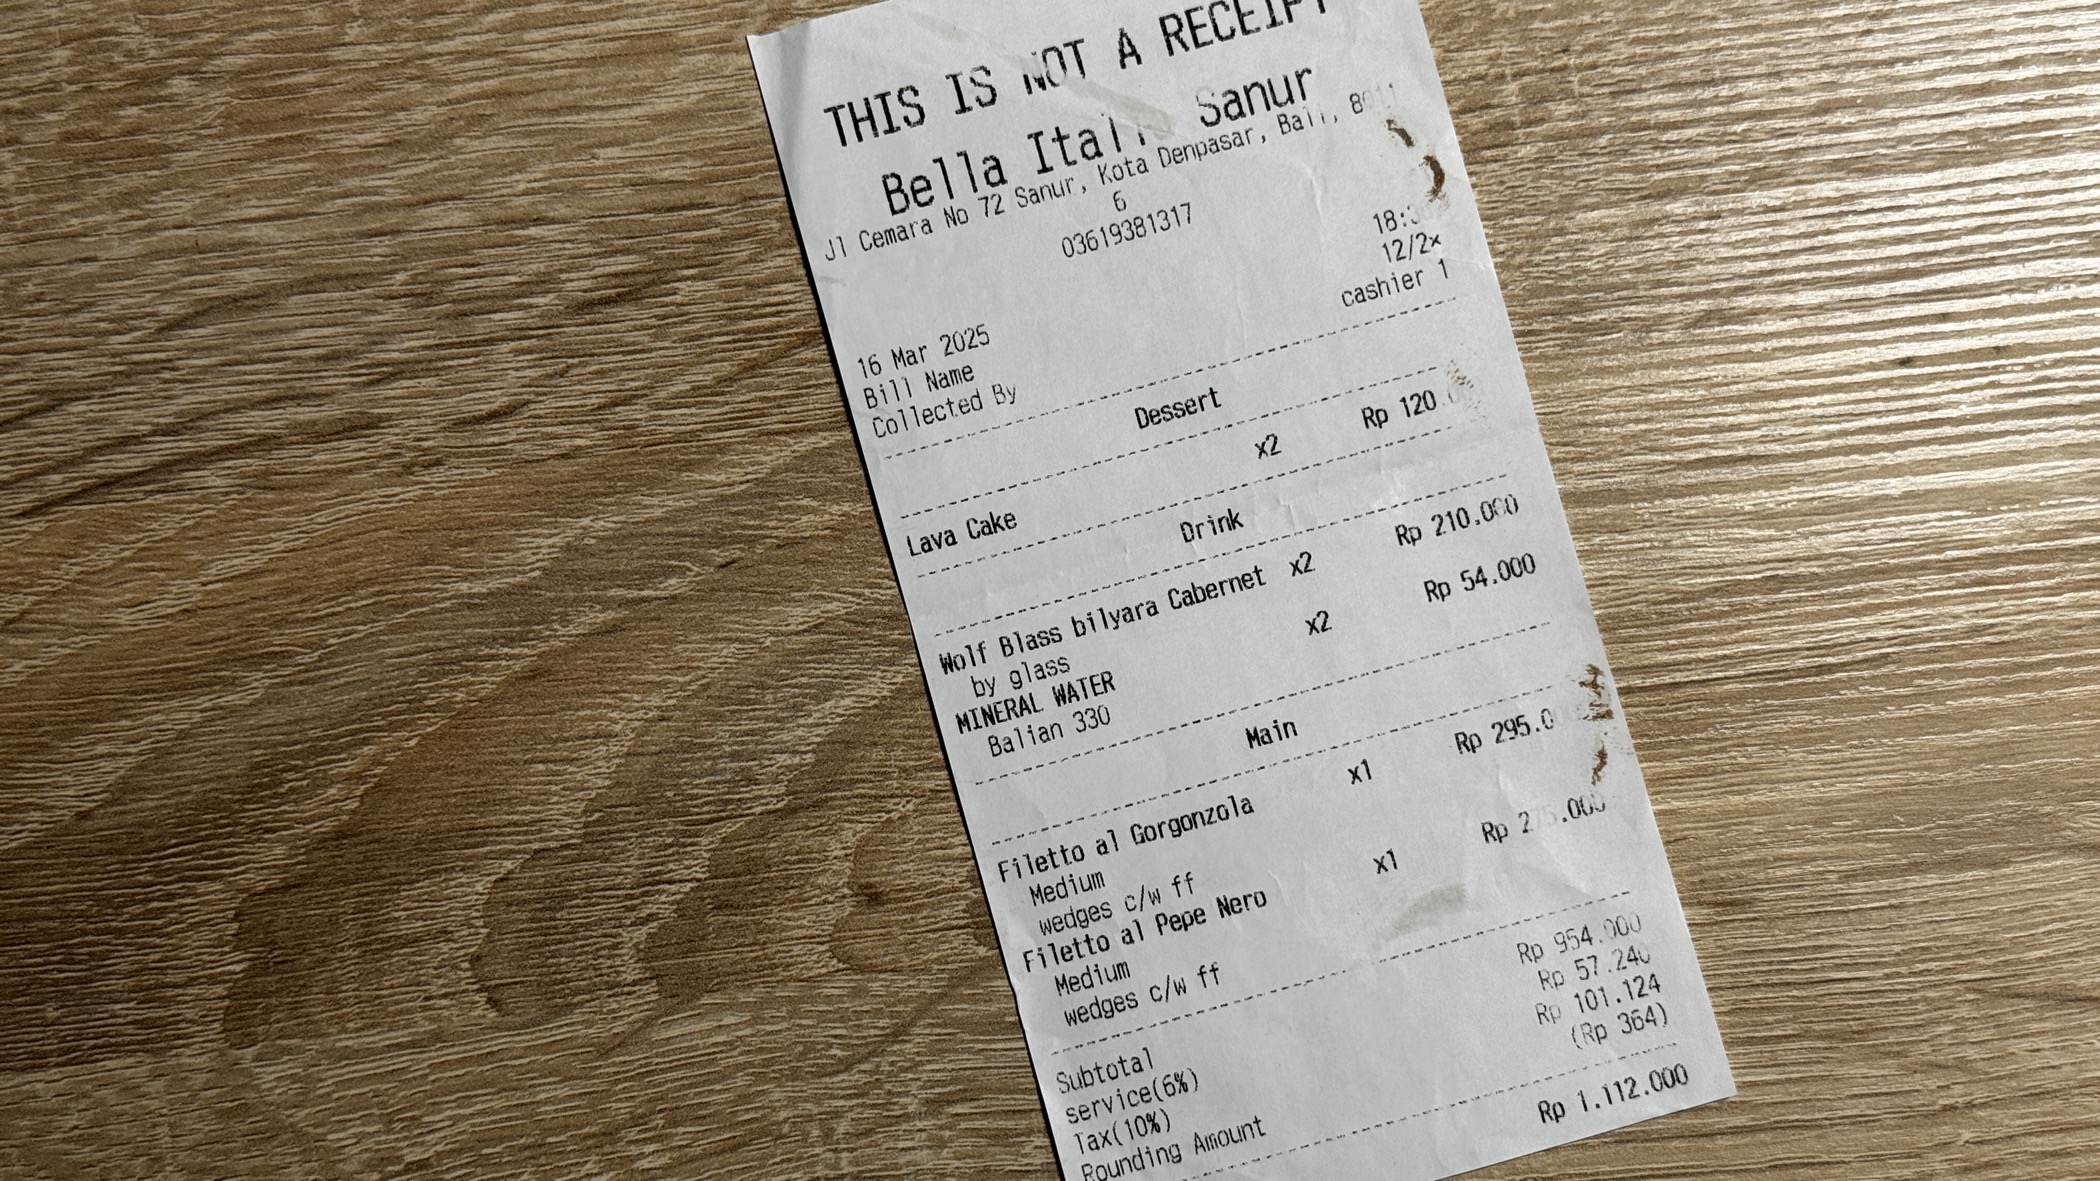 THIS IS NOT A RECEIPT
Bella Sanur
Jl Cemara No 72 Sanur, Kota Denpasar, Bali,
6
03619381317
16 Mar 2025
Bill Name 12/2x
Collected By cashier 1
Dessert
Lava Cake x2 Rp
Drink
Wolf Blass bilyara Cabernet x2 Rp 210.000
by glass
MINERAL WATER x2 Rp 54.000
Balian 330
Main
Filetto al Gorgonzola x1 Rp
Medium
wedges c/w ff
Filetto al Pepe Nero x1 Rp
Medium
wedges c/w ff
Subtotal Rp 954.000
service(6%) Rp 57.240
Tax(10%) Rp 101.124
Rounding Amount (Rp 364)
Rp 1.112.000